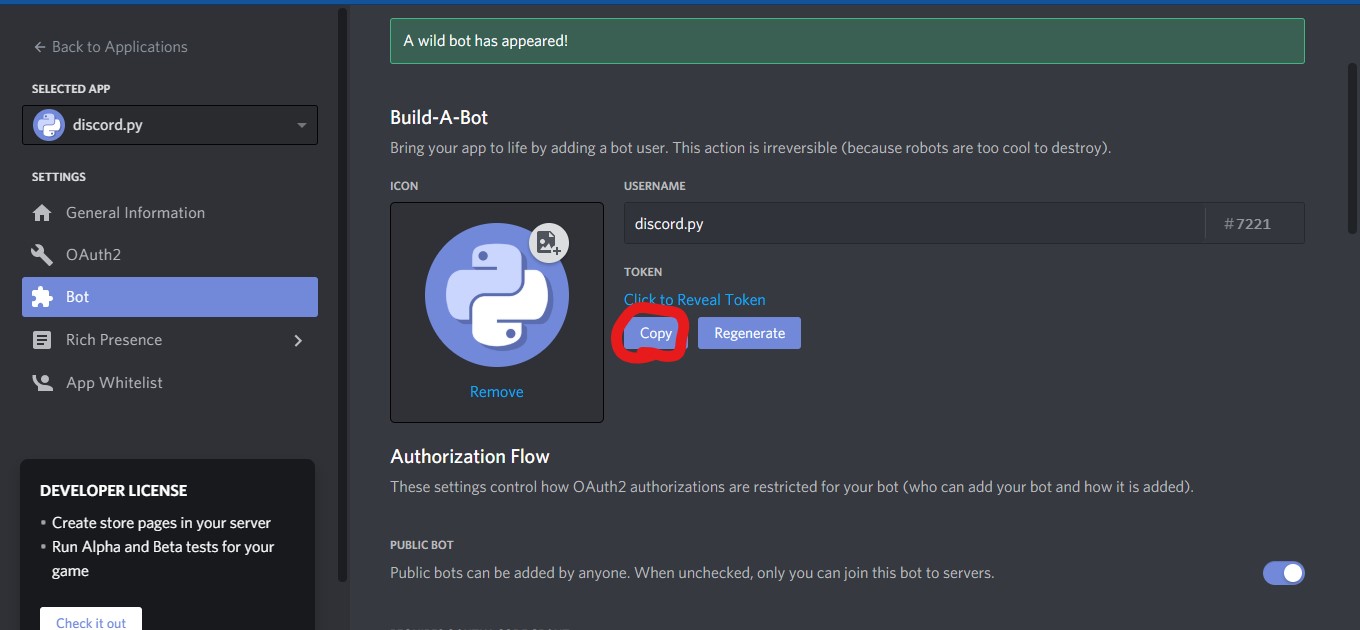 Back to Applications
SELECTED APP
discord.py
SETTINGS
General Information
OAuth2
Bot
Rich Presence
App Whitelist
DEVELOPER LICENSE
• Create store pages in your server
• Run Alpha and Beta tests for your
game
Check it out
A wild bot has appeared!
Build-A-Bot
Bring your app to life by adding a bot user. This action is irreversible (because robots are too cool to destroy).
ICON
Remove
USERNAME
discord.py
#7221
TOKEN
Click to Reveal Token
Copy
Regenerate
Authorization Flow
These settings control how OAuth2 authorizations are restricted for your bot (who can add your bot and how it is added).
PUBLIC BOT
Public bots can be added by anyone. When unchecked, only you can join this bot to servers.